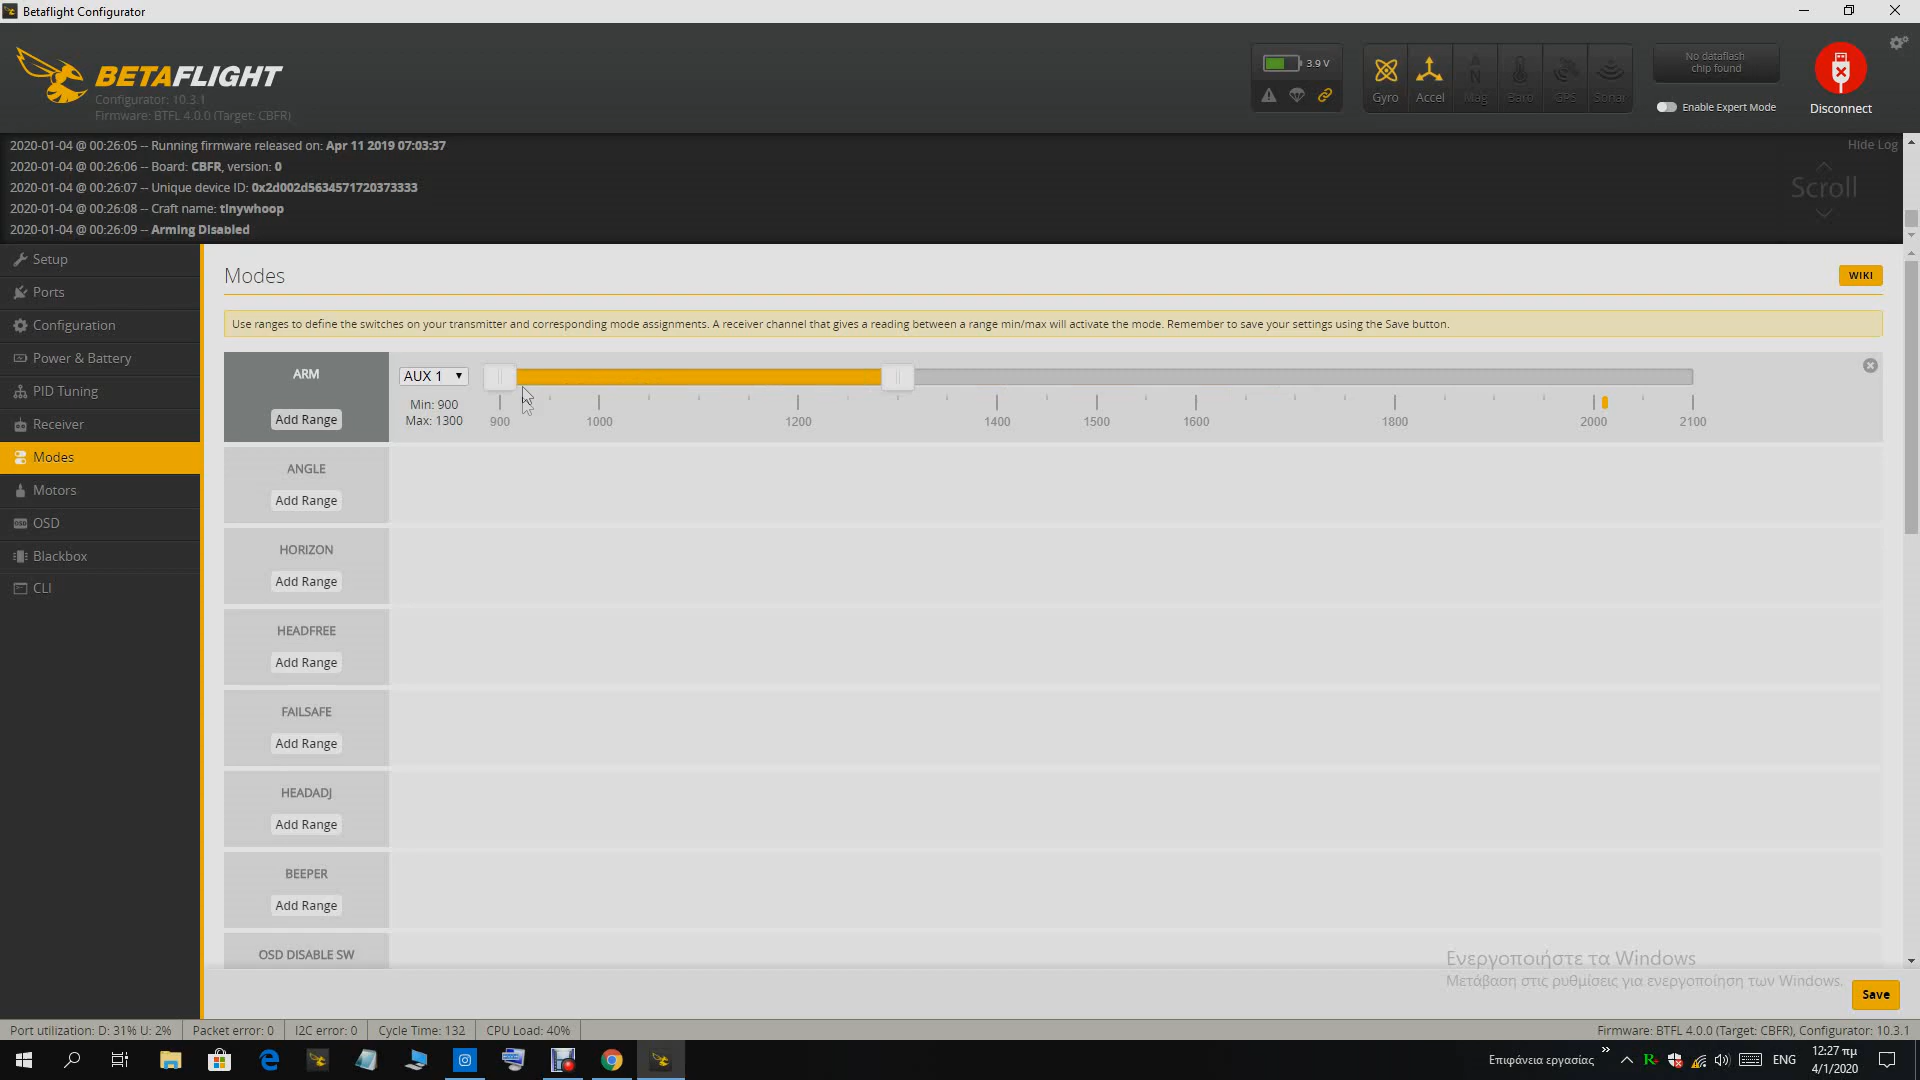 Betaflight Configurator
BETAFLIGHT
Configurator: 10.3.1
Firmware: BTFL 4.0.0 (Target: CBFR)
3.9 V
Gyro
Accel
Mag
Baro
GPS
Sonar
No dataflash
chip found
Enable Expert Mode
Disconnect
2020-01-04 @ 00:26:05 -- Running firmware released on: Apr 11 2019 07:03:37
2020-01-04 @ 00:26:06 -- Board: CBFR, version: 0
2020-01-04 @ 00:26:07 -- Unique device ID: 0x2d002d5634571720373333
2020-01-04 @ 00:26:08 -- Craft name: tinywhoop
2020-01-04 @ 00:26:09 -- Arming Disabled
Hide Log
Scroll
Setup
Ports
Configuration
Power & Battery
PID Tuning
Receiver
Modes
Motors
OSD
Blackbox
CLI
Modes
WIKI
Use ranges to define the switches on your transmitter and corresponding mode assignments. A receiver channel that gives a reading between a range min/max will activate the mode. Remember to save your settings using the Save button.
ARM
Add Range
AUX 1
Min: 900
Max: 1300
900 1000 1200 1400 1500 1600 1800 2000 2100
ANGLE
Add Range
HORIZON
Add Range
HEADFREE
Add Range
FAILSAFE
Add Range
HEADADJ
Add Range
BEEPER
Add Range
OSD DISABLE SW
Ενεργοποιήστε τα Windows
Μετάβαση στις ρυθμίσεις για ενεργοποίηση των Windows.
Save
Port utilization: D: 31% U: 2%
Packet error: 0
I2C error: 0
Cycle Time: 132
CPU Load: 40%
Firmware: BTFL 4.0.0 (Target: CBFR), Configurator: 10.3.1
Επιφάνεια εργασίας
ENG
12:27 πμ
4/1/2020